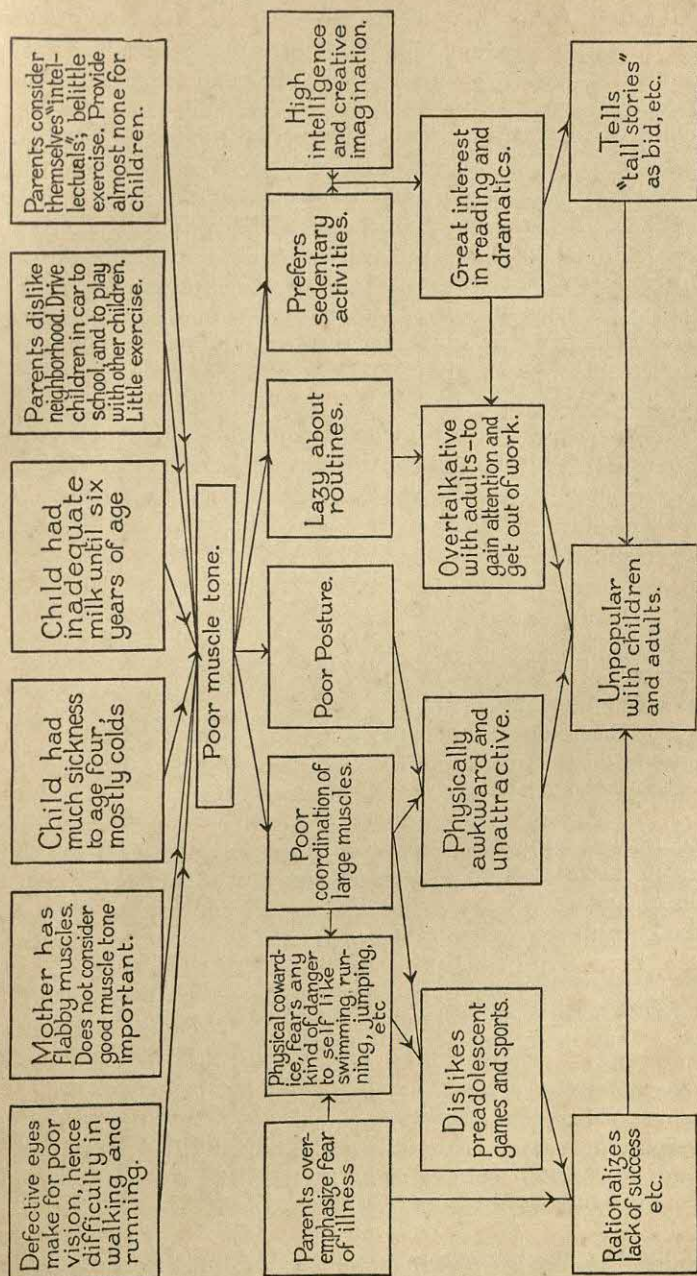 Defective eyes
make for poor
vision, hence
difficulty in
walking and
running.
Mother has
flabby muscles.
Does not consider
good muscle tone
important.
Child had
much sickness
to age four,
mostly colds
Child had
inadequate
milk until six
years of age
Parents dislike
neighborhood. Drive
children in car to
school, and to play
with other children.
Little exercise.
Parents consider
themselves "intel-
lectuals"; belittle
exercise. Provide
almost none for
children.
Poor muscle tone.
Parents over-
emphasize fear
of illness
Physical coward-
ice, fears any
kind of danger
to self like
swimming, run-
ning, jumping,
etc
Poor
coordination of
large muscles.
Poor Posture.
Lazy about
routines.
Prefers
sedentary
activities.
High
intelligence
and creative
imagination.
Dislikes
preadolescent
games and sports.
Physically
awkward and
unattractive.
Overtalkative
with adults-to
gain attention and
get out of work.
Great interest
in reading and
dramatics.
Rationalizes
lack of success
etc.
Unpopular
with children
and adults.
Tells
"tall stories"
as bid, etc.